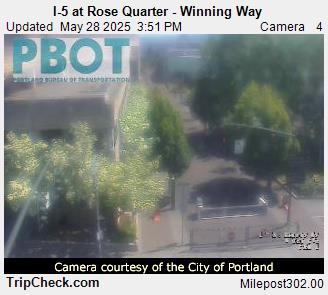 I-5 at Rose Quarter - Winning Way
Updated May 28 2025 3:51 PM Camera 4
PBOT
PORTLAND BUREAU OF TRANSPORTATION
Camera courtesy of the City of Portland
TripCheck.com Milepost302.00